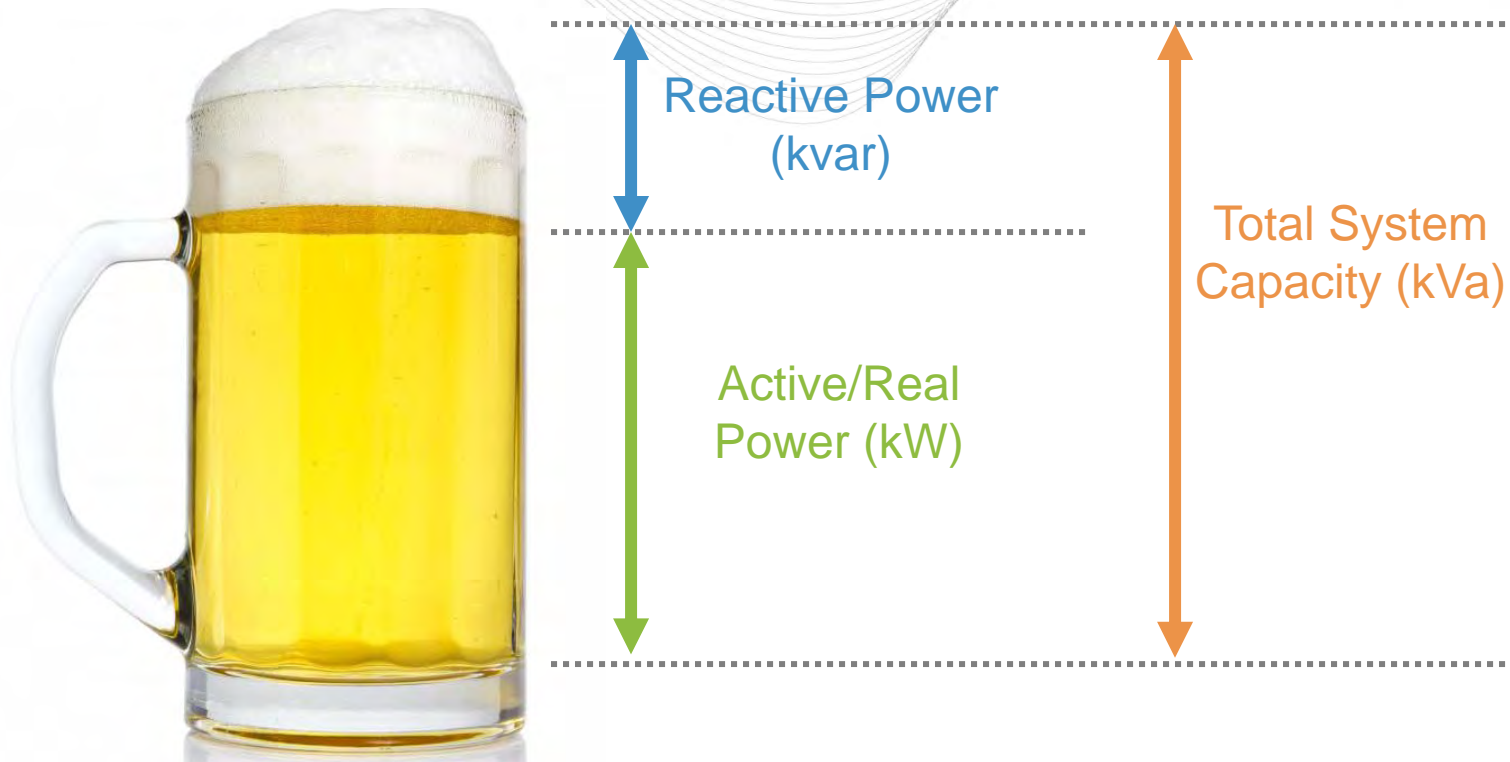 Reactive Power
(kvar)
Total System
Capacity (kVa)
Active/Real
Power (kW)